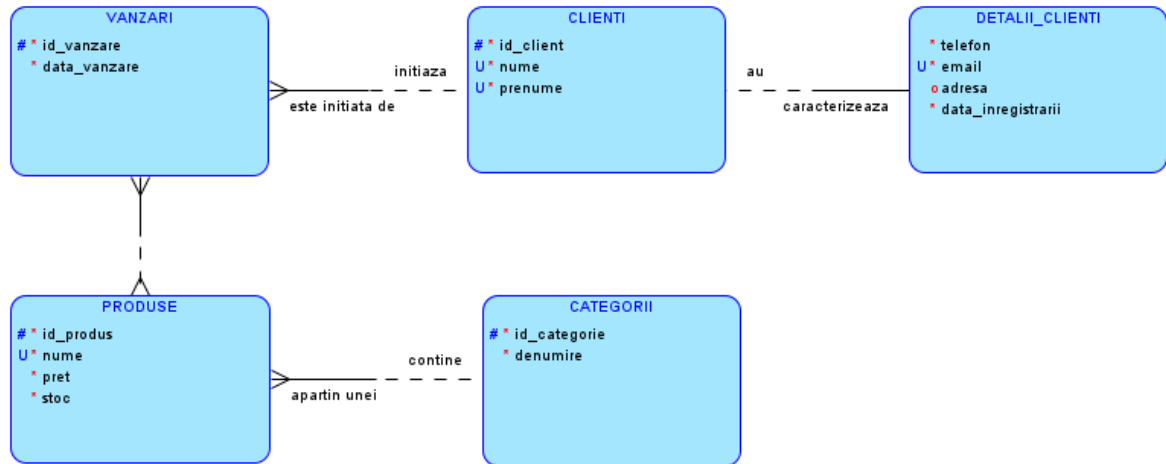 VANZARI
# * id_vanzare
* data_vanzare
initiaza
este initiata de
CLIENTI
# * id_client
U * nume
U * prenume
au
caracterizeaza
DETALII_CLIENTI
* telefon
U * email
o adresa
* data_inregistrarii
PRODUSE
# * id_produs
U * nume
* pret
* stoc
contine
apartin unei
CATEGORII
# * id_categorie
* denumire